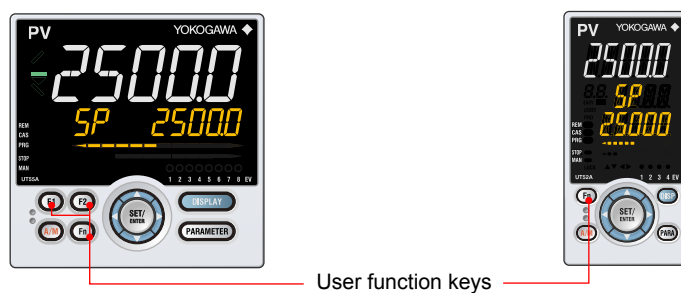 PV YOKOGAWA
2500.0
SP 2500.0
REM
CAS
PRG
STOP
MAN
UT55A 1 2 3 4 5 6 7 8 EV
F1 F2 DISPLAY
SET/
ENTER
A/M Fn PARAMETER
PV YOKOGAWA
2500.0
SP
2500.0
REM
CAS
PRG
STOP
MAN
UT52A 1 2 3 4 EV
Fn DISP
SET/
ENTER
A/M PARA
User function keys